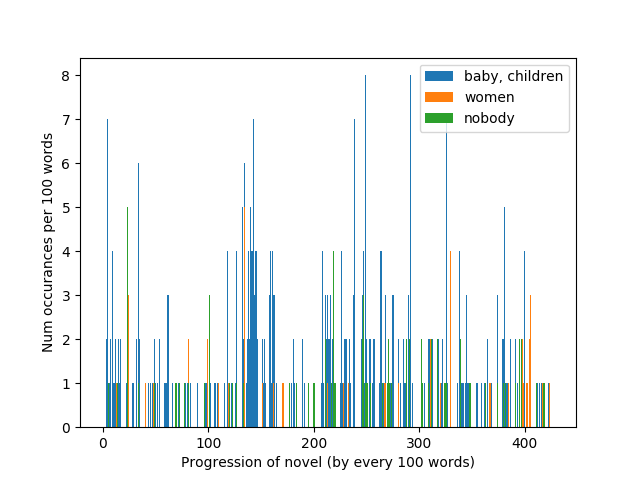 baby, children
women
nobody
Num occurances per 100 words
8
7
6
5
4
3
2
1
0
0 100 200 300 400
Progression of novel (by every 100 words)